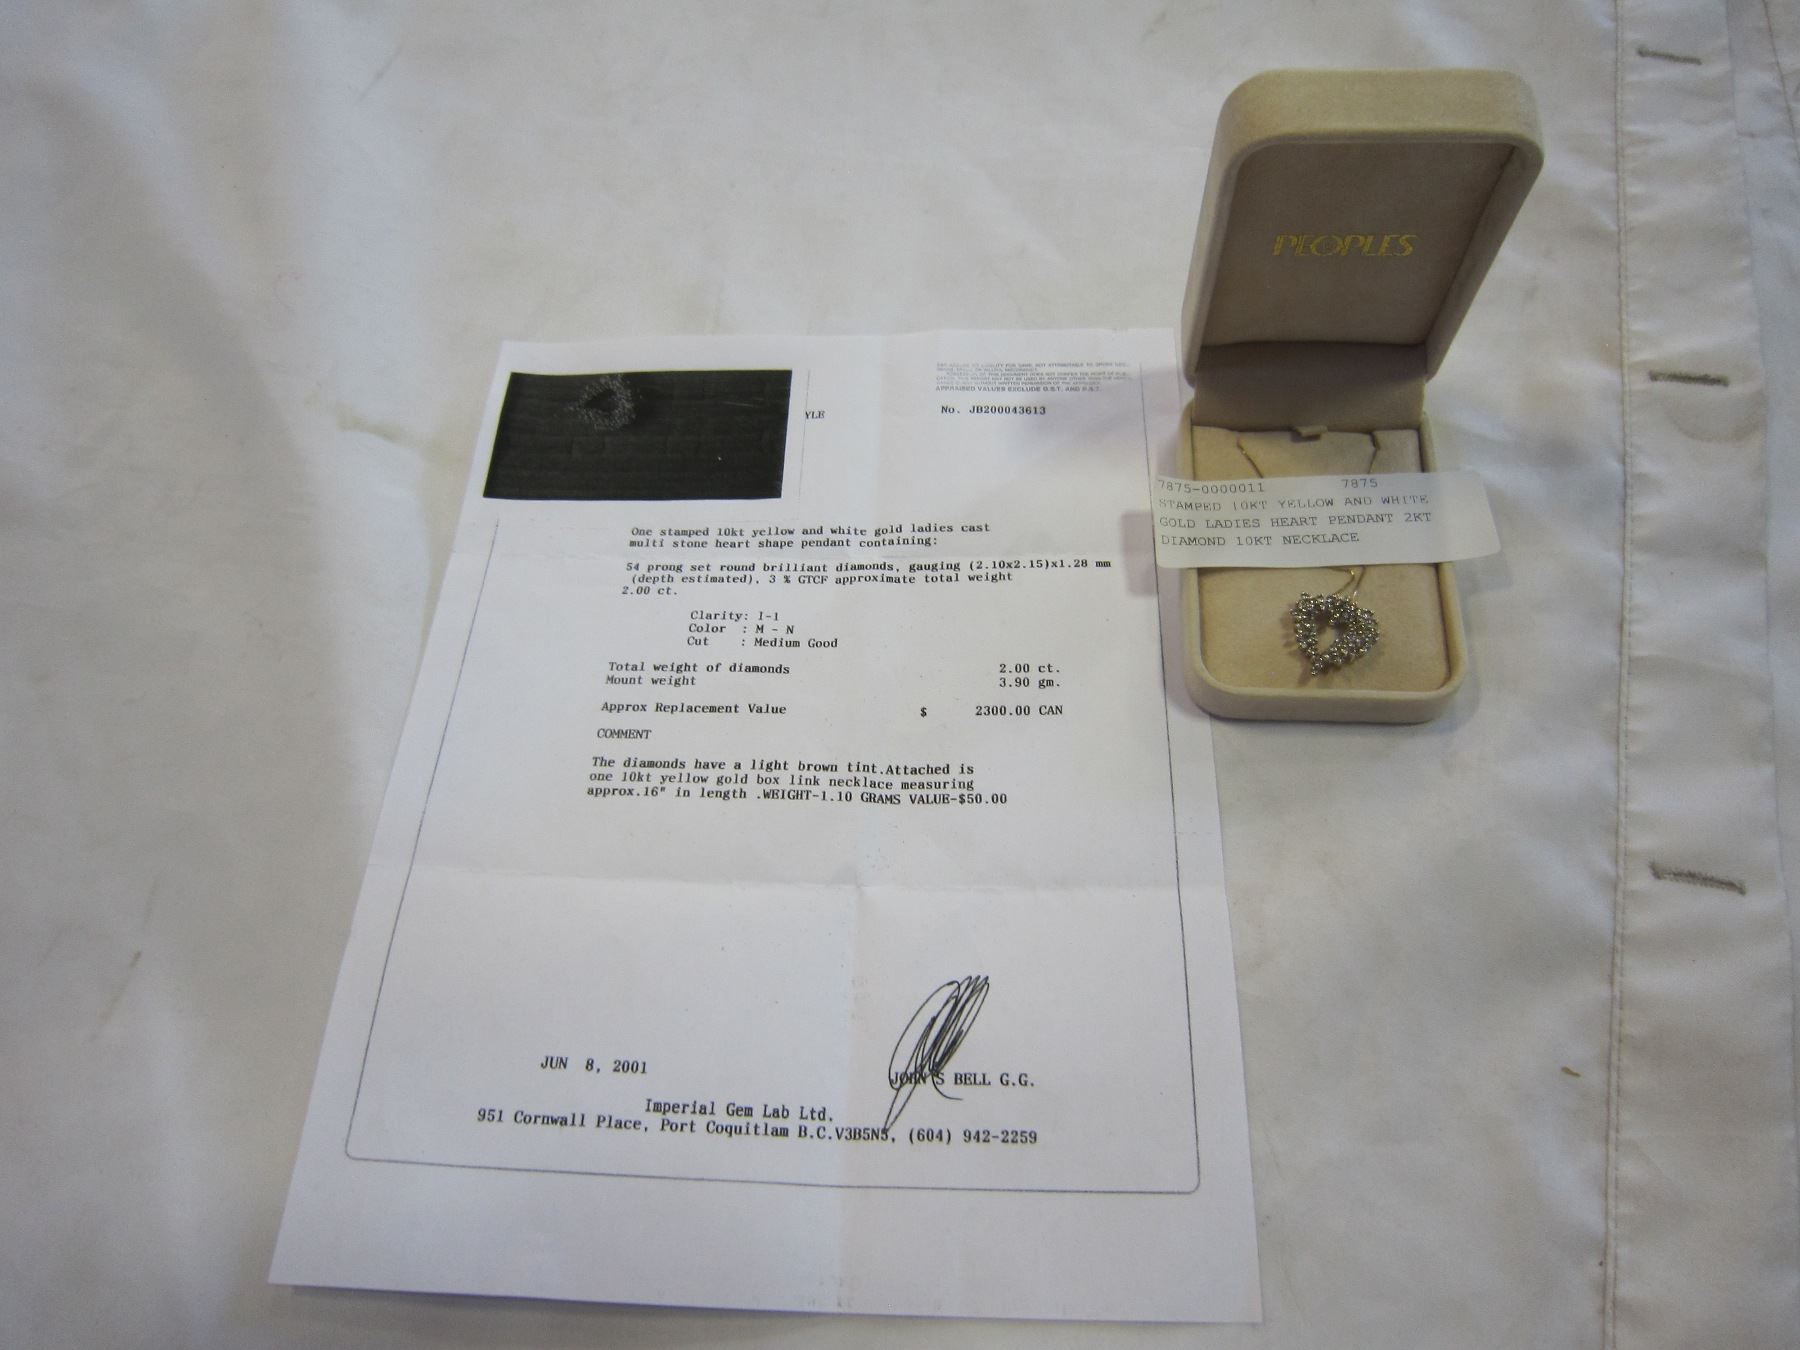 YLE
APPRAISED VALUES EXCLUDE G.S.T. AND P.S.T.
No. JB200043613
One stamped 10kt yellow and white gold ladies cast
multi stone heart shape pendant containing:
54 prong set round brilliant diamonds, gauging (2.10x2.15)x1.28 mm
(depth estimated), 3 % GTCF approximate total weight
2.00 ct.
Clarity: I-1
Color : M - N
Cut : Medium Good
Total weight of diamonds 2.00 ct.
Mount weight 3.90 gm.
Approx Replacement Value $ 2300.00 CAN
COMMENT
The diamonds have a light brown tint.Attached is
one 10kt yellow gold box link necklace measuring
approx.16" in length .WEIGHT-1.10 GRAMS VALUE-$50.00
JUN 8, 2001
JOHN S BELL G.G.
Imperial Gem Lab Ltd.
951 Cornwall Place, Port Coquitlam B.C.V3B5N5, (604) 942-2259
PEOPLES
7875-0000011 7875
STAMPED 10KT YELLOW AND WHITE
GOLD LADIES HEART PENDANT 2KT
DIAMOND 10KT NECKLACE